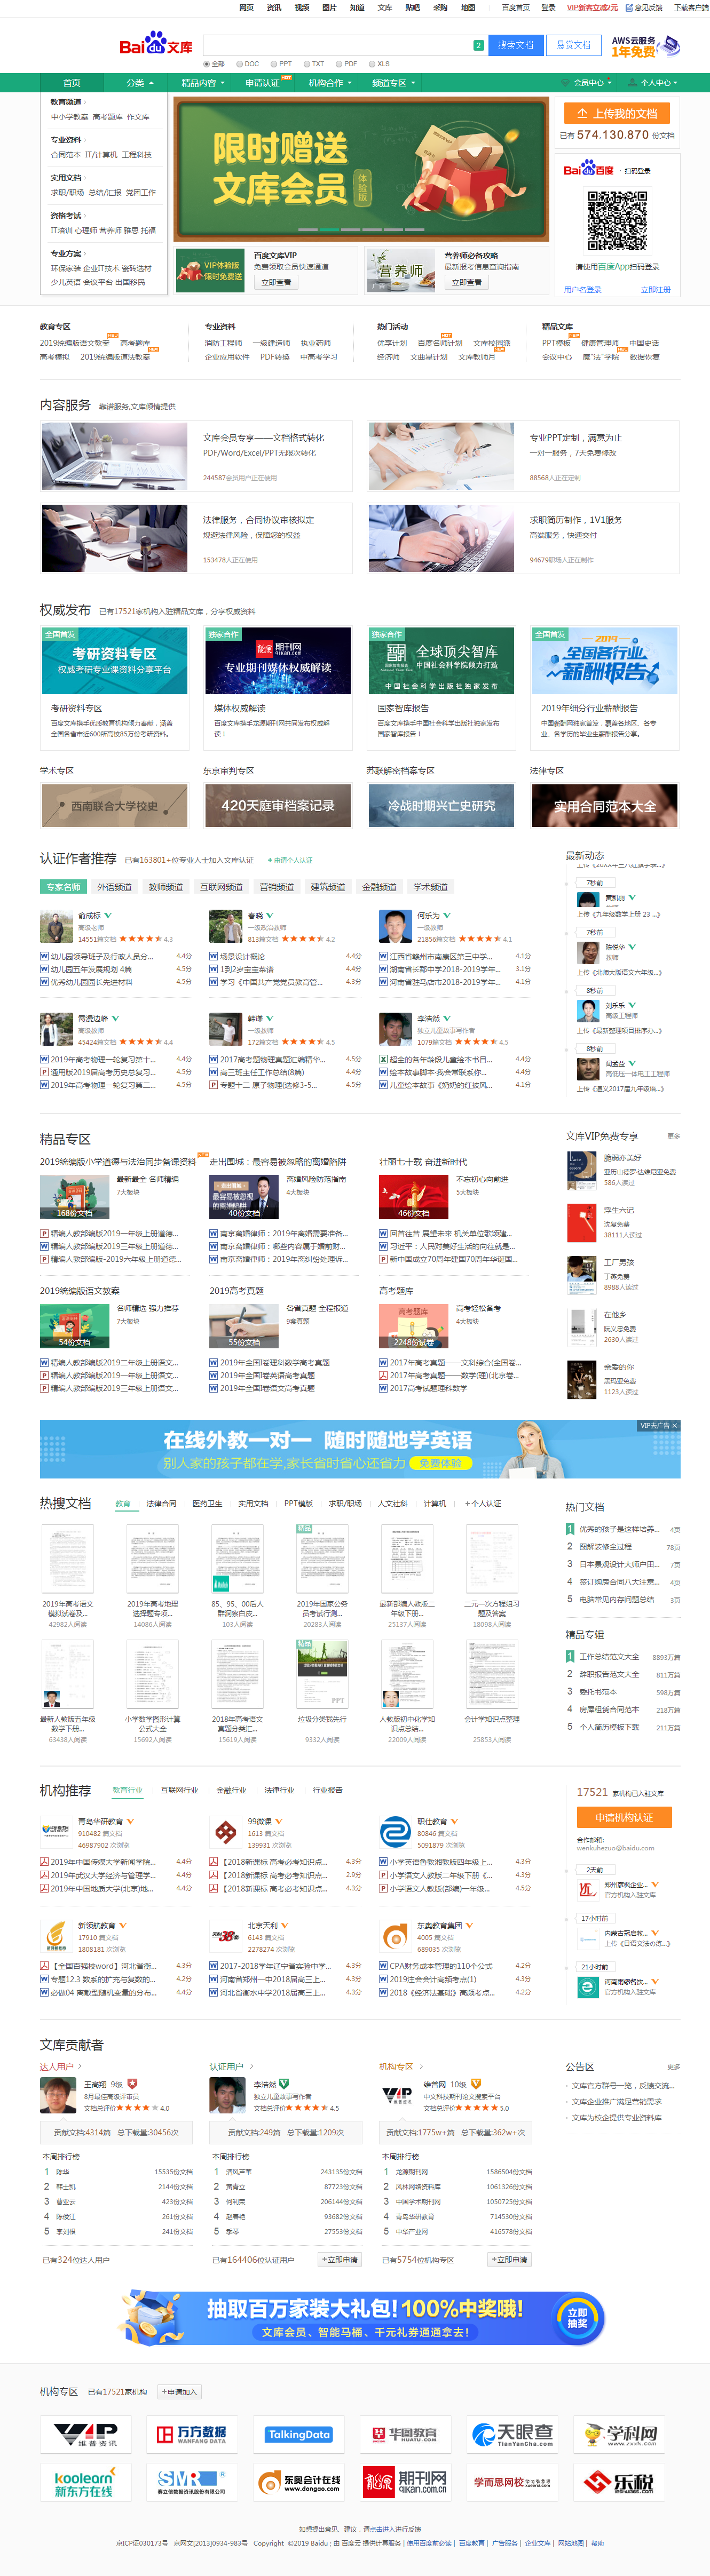 网页 资讯 视频 图片 知道 文库 贴吧 采购 地图
百度首页 登录 VIP新客立减2元 意见反馈 下载客户端
Bai du 文库
搜索文档 悬赏文档
AWS云服务 1年免费
全部 DOC PPT TXT PDF XLS
首页 分类 精品内容 申请认证 机构合作 频道专区 会员中心 个人中心
教育频道
中小学教案 高考题库 作文库
专业资料
合同范本 IT/计算机 工程科技
实用文档
求职/职场 总结/汇报 党团工作
资格考试
IT培训 心理师 营养师 雅思 托福
专业方案
环保家装 企业IT技术 瓷砖选材
少儿英语 会议平台 出国移民
限时赠送
文库会员 体验版
上传我的文档
已有 574,130,870 份文档
Bai du 百度 · 扫码登录
请使用百度App扫码登录
用户名登录 立即注册
VIP体验版
限时免费送
百度文库VIP
免费领取会员快速通道
立即查看
营养师
营养师必备攻略
最新报考信息查询指南
立即查看
教育专区 专业资料 热门活动 精品文库
2019统编版语文教案 高考题库 消防工程师 一级建造师 执业药师 优享计划 百度名师计划 文库校园派 PPT模板 健康管理师 中国史话
高考模拟 2019统编版道法教案 企业应用软件 PDF转换 中高考学习 经济师 文曲星计划 文库教师月 会议中心 魔"法"学院 数据恢复
内容服务 靠谱服务,文库倾情提供
文库会员专享——文档格式转化
PDF/Word/Excel/PPT无限次转化
244587会员用户正在使用
专业PPT定制，满意为止
一对一服务，7天免费修改
88568人正在定制
法律服务，合同协议审核拟定
规避法律风险，保障您的权益
153478人正在使用
求职简历制作，1V1服务
高端服务，快速交付
94679职场人正在制作
权威发布 已有17521家机构入驻精品文库，分享权威资料
全国首发
考研资料专区
权威考研专业课资料分享平台
独家合作
期刊网
qikan.com
专业期刊媒体权威解读
独家合作
全球顶尖智库
中国社会科学院倾力打造
中国社会科学出版社独家发布
全国首发
2019
全国各行业
薪酬报告
考研资料专区
百度文库携手优质教育机构倾力奉献，涵盖
全国各省市近600所高校85万份考研资料。
媒体权威解读
百度文库携手龙源期刊网共同发布权威解
读！
国家智库报告
百度文库携手中国社会科学出版社独家发布
国家智库报告！
2019年细分行业薪酬报告
中国薪酬网独家首发，覆盖各地区、各专
业、各学历的毕业生薪酬报告分享。
学术专区 东京审判专区 苏联解密档案专区 法律专区
西南联合大学校史 420天庭审档案记录 冷战时期兴亡史研究 实用合同范本大全
认证作者推荐 已有163801+位专业人士加入文库认证 +申请个人认证
专家名师 外语频道 教师频道 互联网频道 营销频道 建筑频道 金融频道 学术频道
俞成标
高级老师
14551篇文档 4.3
幼儿园领导班子及行政人员分... 4.4分
幼儿园五年发展规划 4篇 4.5分
优秀幼儿园园长先进材料 4.5分
春晓
一级政治教师
813篇文档 4.2
场景设计概论 4.4分
1到2岁宝宝菜谱 4.4分
学习《中国共产党党员教育管... 4.3分
何乐为
一级教师
21856篇文档 4.1
江西省赣州市南康区第三中学... 4.1分
湖南省长郡中学2018-2019学年... 3.1分
河南省驻马店市2018-2019学年... 4.1分
霞漫边峰
高级教师
45424篇文档 4.4
2019年高考物理一轮复习第十... 4.4分
通用版2019届高考历史总复习... 4.5分
2019年高考物理一轮复习第二... 4.5分
韩谦
一级教师
172篇文档 4.5
2017高考题物理真题汇编精华... 4.5分
高三班主任工作总结(8篇) 4.4分
专题十二 原子物理(选修3-5... 4.5分
李浩然
独立儿童故事写作者
1079篇文档 4.5
超全的各年龄段儿童绘本书目... 4.4分
绘本故事脚本·我会常联系你... 4.4分
儿童绘本故事《奶奶的红披风... 4.1分
最新动态
7秒前
黄凯丽
上传《九年级数学上册 23 ...》
7秒前
陈悦华
教师
上传《北师大版语文六年级...》
8秒前
刘乐乐
高级工程师
上传《最新整理项目排序办...》
8秒前
闻孟益
高低压一体电工工程师
上传《遵义2017届九年级语...》
精品专区
2019统编版小学道德与法治同步备课资料
168份文档
最新最全 名师精编
7大板块
精编人教部编版2019一年级上册道德...
精编人教部编版2019三年级上册道德...
精编人教部编版-2019六年级上册道德...
走出围城：最容易被忽略的离婚陷阱
40份文档
离婚风险防范指南
4大板块
南京离婚律师：2019年离婚需要准备...
南京离婚律师：哪些内容属于婚前财...
南京离婚律师：2019年离纠纷处理诉...
壮丽七十载 奋进新时代
46份文档
不忘初心向前进
5大板块
回首往昔 展望未来 机关单位歌颂建...
习近平：人民对美好生活的向往就是...
新中国成立70周年建国70周年华诞国...
2019统编版语文教案
54份文档
名师精选 强力推荐
7大板块
精编人教部编版2019二年级上册语文...
精编人教部编版2019一年级上册语文...
精编人教部编版2019三年级上册语文...
2019高考真题
55份文档
各省真题 全程报道
9套真题
2019年全国I卷理科数学高考真题
2019年全国I卷英语高考真题
2019年全国I卷语文高考真题
高考题库
高考题库
2248份试卷
高考轻松备考
4大板块
2017年高考真题——文科综合(全国卷...
2017年高考真题——数学(理)(北京卷...
2017高考试题理科数学
文库VIP免费专享 更多
脆弱亦美好
亚历山德罗·达维尼亚免费
586人读过
浮生六记
沈复免费
38111人读过
工厂男孩
丁燕免费
8988人读过
在他乡
阮义忠免费
2630人读过
亲爱的你
黑玛亚免费
1123人读过
在线外教一对一 随时随地学英语
别人家的孩子都在学,家长省时省心还省力 免费体验
VIP去广告
热搜文档 教育 法律合同 医药卫生 实用文档 PPT模版 求职/职场 人文社科 计算机 +个人认证
2019年高考语文
模拟试卷及...
42982人阅读
2019年高考地理
选择题专项...
14086人阅读
85、95、00后人
群洞察白皮...
103人阅读
精品
2019年国家公务
员考试行测...
20283人阅读
最新部编人教版二
年级下册...
25137人阅读
二元一次方程组习
题及答案
18098人阅读
最新人教版五年级
数学下册...
63438人阅读
小学数学图形计算
公式大全
15692人阅读
2018年高考语文
真题分类汇...
15619人阅读
精品
PPT
垃圾分类我先行
9332人阅读
人教版初中化学知
识点总结...
22009人阅读
会计学知识点整理
25853人阅读
热门文档
1 优秀的孩子是这样培养... 4页
2 图解装修全过程 78页
3 日本景观设计大师户田... 7页
4 签订购房合同八大注意... 4页
5 电脑常见内存问题总结 3页
精品专辑
1 工作总结范文大全 8893万篇
2 辞职报告范文大全 811万篇
3 委托书范本 598万篇
4 房屋租赁合同范本 218万篇
5 个人简历模板下载 211万篇
机构推荐 教育行业 互联网行业 金融行业 法律行业 行业报告
青岛华研教育
910482 篇文档
46987902 次浏览
2019年中国传媒大学新闻学院... 4.4分
2019年武汉大学经济与管理学... 4.4分
2019年中国地质大学(北京)地... 4.4分
99微课
1613 篇文档
139931 次浏览
【2018新课标 高考必考知识点... 4.3分
【2018新课标 高考必考知识点... 2.9分
【2018新课标 高考必考知识点... 4.3分
职仕教育
80846 篇文档
5091879 次浏览
小学英语鲁教湘教版四年级上... 4.3分
小学语文人教版二年级下册《... 4.3分
小学语文人教版(部编)一年级... 4.5分
新领航教育
17910 篇文档
1808181 次浏览
【全国百强校word】河北省衡... 4.3分
专题12.3 数系的扩充与复数的... 4.2分
必做04 离散型随机变量的分布... 4.5分
北京天利
6143 篇文档
2278274 次浏览
2017-2018学年辽宁省实验中学... 4.3分
河南省郑州一中2018届高三上... 4.3分
河北省衡水中学2018届高三上... 4.3分
东奥教育集团
4005 篇文档
689035 次浏览
CPA财务成本管理的110个公式 4.2分
2019注会会计高频考点(1) 4.3分
2018《经济法基础》高频考点... 4.2分
17521 家机构已入驻文库
申请机构认证
合作邮箱:
wenkuhezuo@baidu.com
2天前
郑州彦枫企业...
官方机构入驻文库
17小时前
内蒙古冠启教...
上传《日语文法の练...》
21小时前
河南雨缪餐饮...
官方机构入驻文库
文库贡献者
达人用户
王高翔 9级
8月最佳高级评审员
文档总评价 4.0
贡献文档:4314篇 总下载量:30456次
本周排行榜
1 陈华 15535份文档
2 韩士凯 2144份文档
3 曹亚云 423份文档
4 陈俊江 261份文档
5 李刘根 241份文档
已有324位达人用户
认证用户
李浩然
独立儿童故事写作者
文档总评价 4.5
贡献文档:249篇 总下载量:1209次
本周排行榜
1 清风芦苇 243135份文档
2 黄青立 87723份文档
3 何利荣 206144份文档
4 赵春艳 93682份文档
5 季琴 27553份文档
已有164406位认证用户 +立即申请
机构专区
维普网 10级
中文科技期刊论文搜索平台
文档总评价 5.0
贡献文档:1775w+篇 总下载量:362w+次
本周排行榜
1 龙源期刊网 1586504份文档
2 风林网络资料库 1061326份文档
3 中国学术期刊网 1050725份文档
4 青岛华研教育 714530份文档
5 中华产业网 416578份文档
已有5754位机构专区 +立即申请
公告区 更多
· 文库官方群号一览，反馈交流...
· 文库企业推广满足营销需求
· 文库为校企提供专业资料库
抽取百万家装大礼包！100%中奖哦！
文库会员、智能马桶、千元券通通拿去！
立即
抽奖
机构专区 已有17521家机构 +申请加入
VIP 维普资讯 万方数据 WANFANG DATA TalkingData 华图教育 HUATU.COM 天眼查 TianYanCha.com 学科网 zxxk.com
koolearn 新东方在线 SMR 赛立信数据资讯股份有限公司 东奥会计在线 www.dongao.com 期刊网 qikan.com.cn 学而思网校 乐税
如想提出意见、建议，请点击进入进行反馈
京ICP证030173号 京网文[2013]0934-983号 Copyright ©2019 Baidu ; 由 百度云 提供计算服务 | 使用百度前必读 | 百度教育 | 广告服务 | 企业文库 | 网站地图 | 帮助